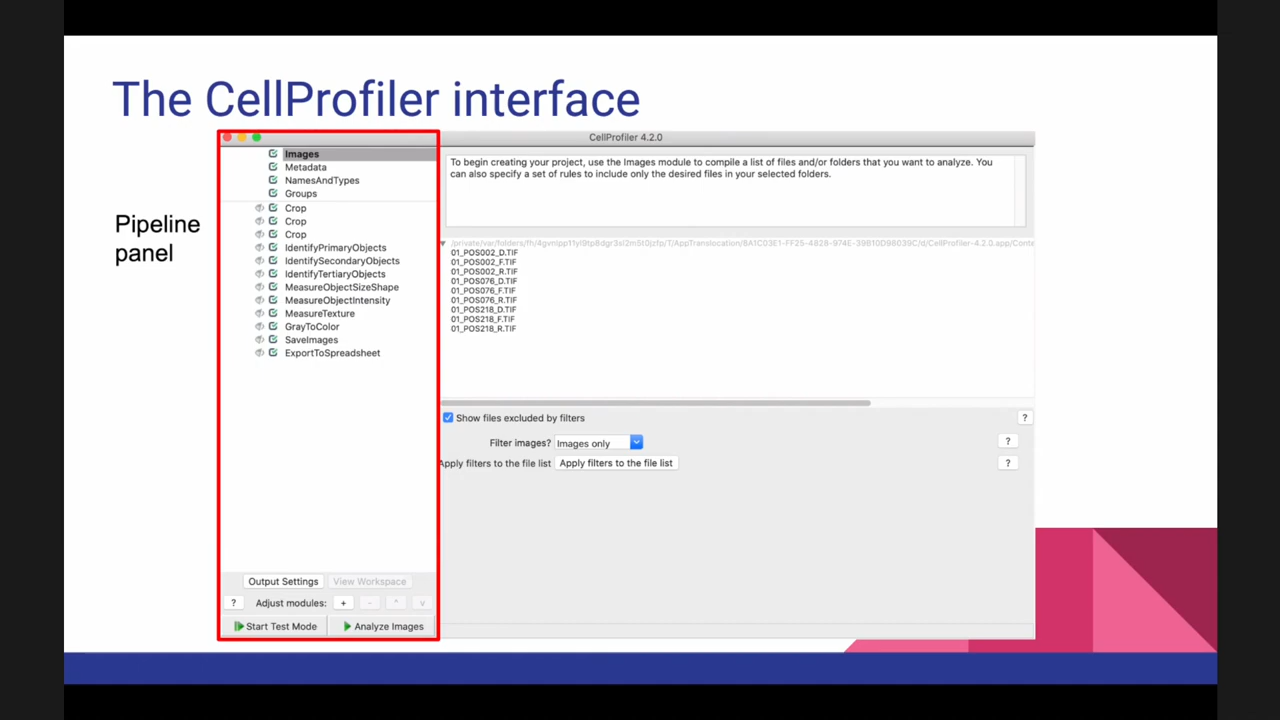 The CellProfiler interface
Pipeline
panel
CellProfiler 4.2.0
Images
Metadata
NamesAndTypes
Groups
Crop
Crop
Crop
IdentifyPrimaryObjects
IdentifySecondaryObjects
IdentifyTertiaryObjects
MeasureObjectSizeShape
MeasureObjectIntensity
MeasureTexture
GrayToColor
SaveImages
ExportToSpreadsheet
Output Settings View Workspace
? Adjust modules: + - ^ v
Start Test Mode Analyze Images
To begin creating your project, use the Images module to compile a list of files and/or folders that you want to analyze. You
can also specify a set of rules to include only the desired files in your selected folders.
01_POS002_D.TIF
01_POS002_F.TIF
01_POS002_R.TIF
01_POS076_D.TIF
01_POS076_F.TIF
01_POS076_R.TIF
01_POS218_D.TIF
01_POS218_F.TIF
01_POS218_R.TIF
Show files excluded by filters ?
Filter images? Images only ?
Apply filters to the file list Apply filters to the file list ?